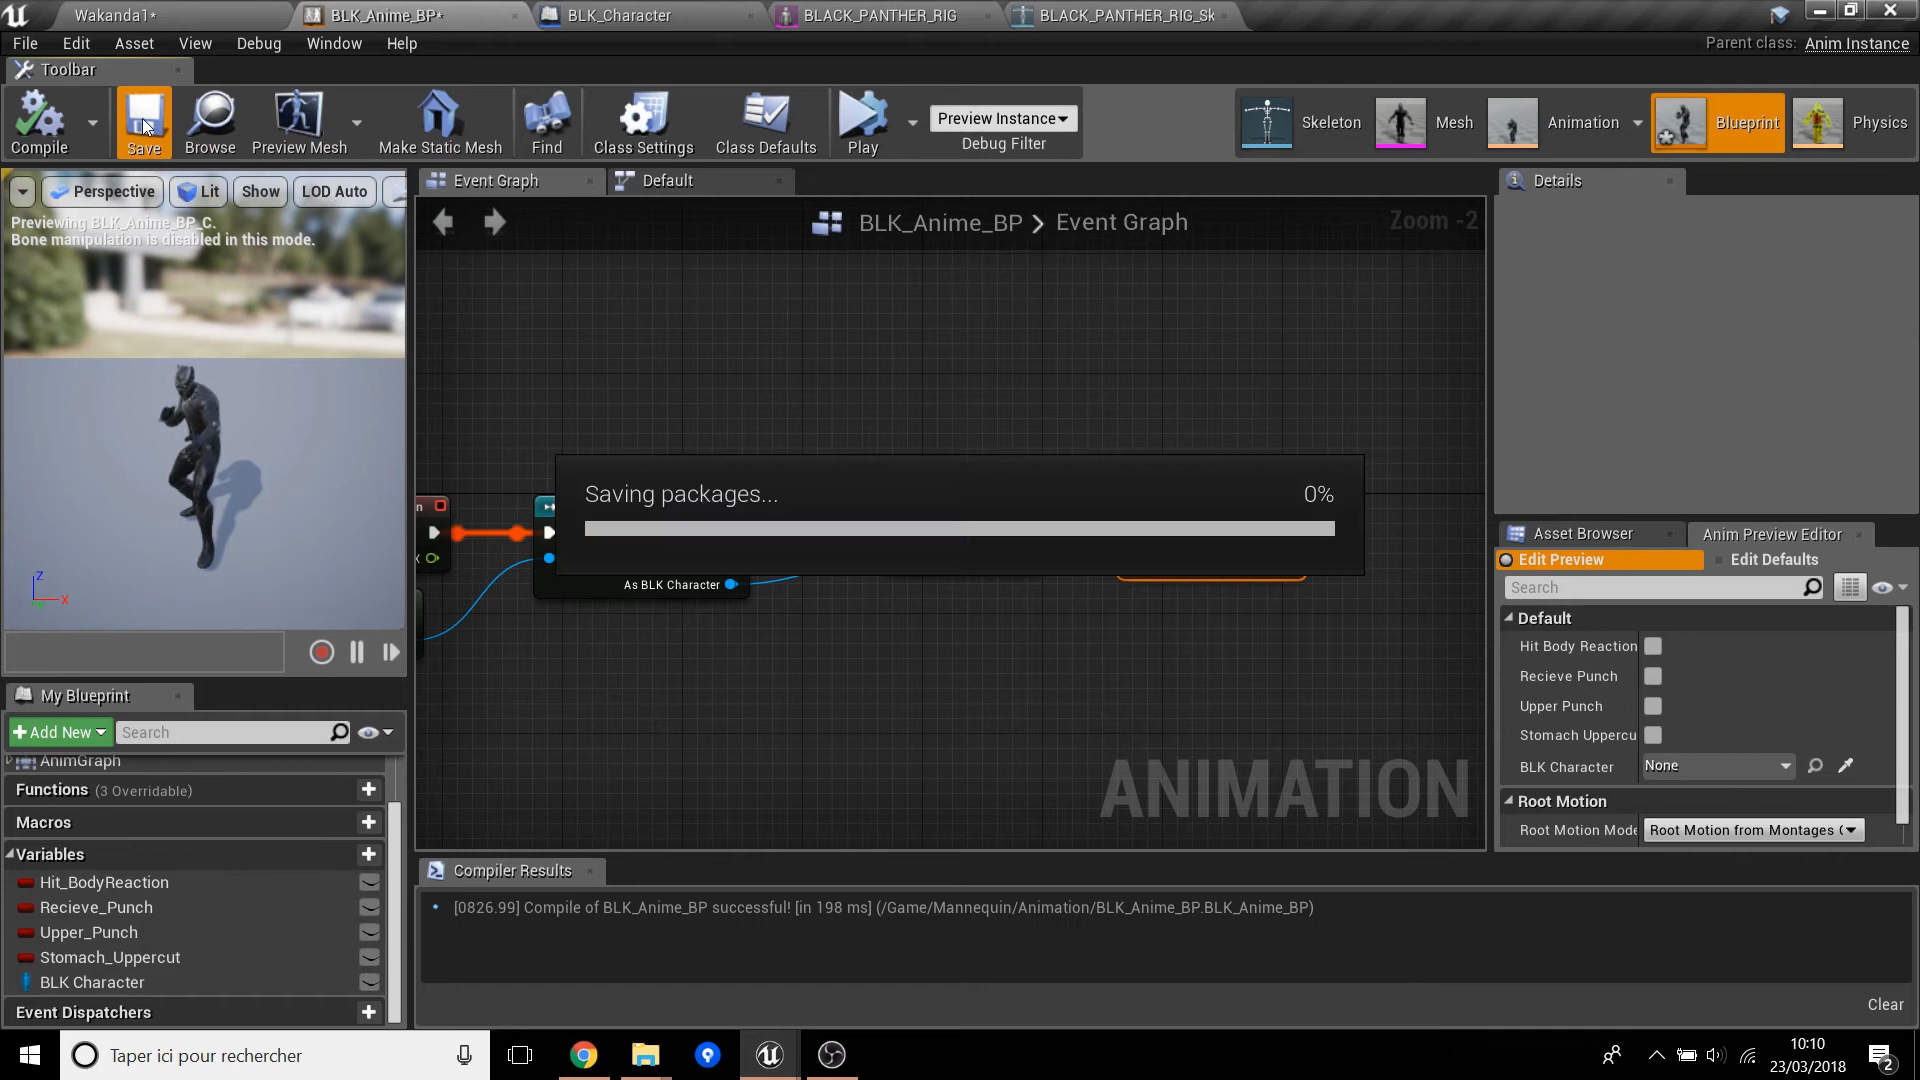 Wakanda1*
BLK_Anime_BP*
BLK_Character
BLACK_PANTHER_RIG
BLACK_PANTHER_RIG_Sk
File Edit Asset View Debug Window Help
Parent class: Anim Instance
Toolbar
Compile
Save
Browse
Preview Mesh
Make Static Mesh
Find
Class Settings
Class Defaults
Play
Preview Instance
Debug Filter
Skeleton
Mesh
Animation
Blueprint
Physics
Perspective
Lit
Show
LOD Auto
Previewing BLK_Anime_BP_C.
Bone manipulation is disabled in this mode.
Z
X
Event Graph
Default
BLK_Anime_BP > Event Graph
Zoom -2
Saving packages...
0%
As BLK Character
ANIMATION
Details
Asset Browser
Anim Preview Editor
Edit Preview
Edit Defaults
Search
Default
Hit Body Reaction
Recieve Punch
Upper Punch
Stomach Uppercu
BLK Character
None
Root Motion
Root Motion Mode
Root Motion from Montages (
My Blueprint
+ Add New
Search
AnimGraph
Functions (3 Overridable)
Macros
Variables
Hit_BodyReaction
Recieve_Punch
Upper_Punch
Stomach_Uppercut
BLK Character
Event Dispatchers
Compiler Results
[0826.99] Compile of BLK_Anime_BP successful! [in 198 ms] (/Game/Mannequin/Animation/BLK_Anime_BP.BLK_Anime_BP)
Clear
Taper ici pour rechercher
10:10
23/03/2018
2